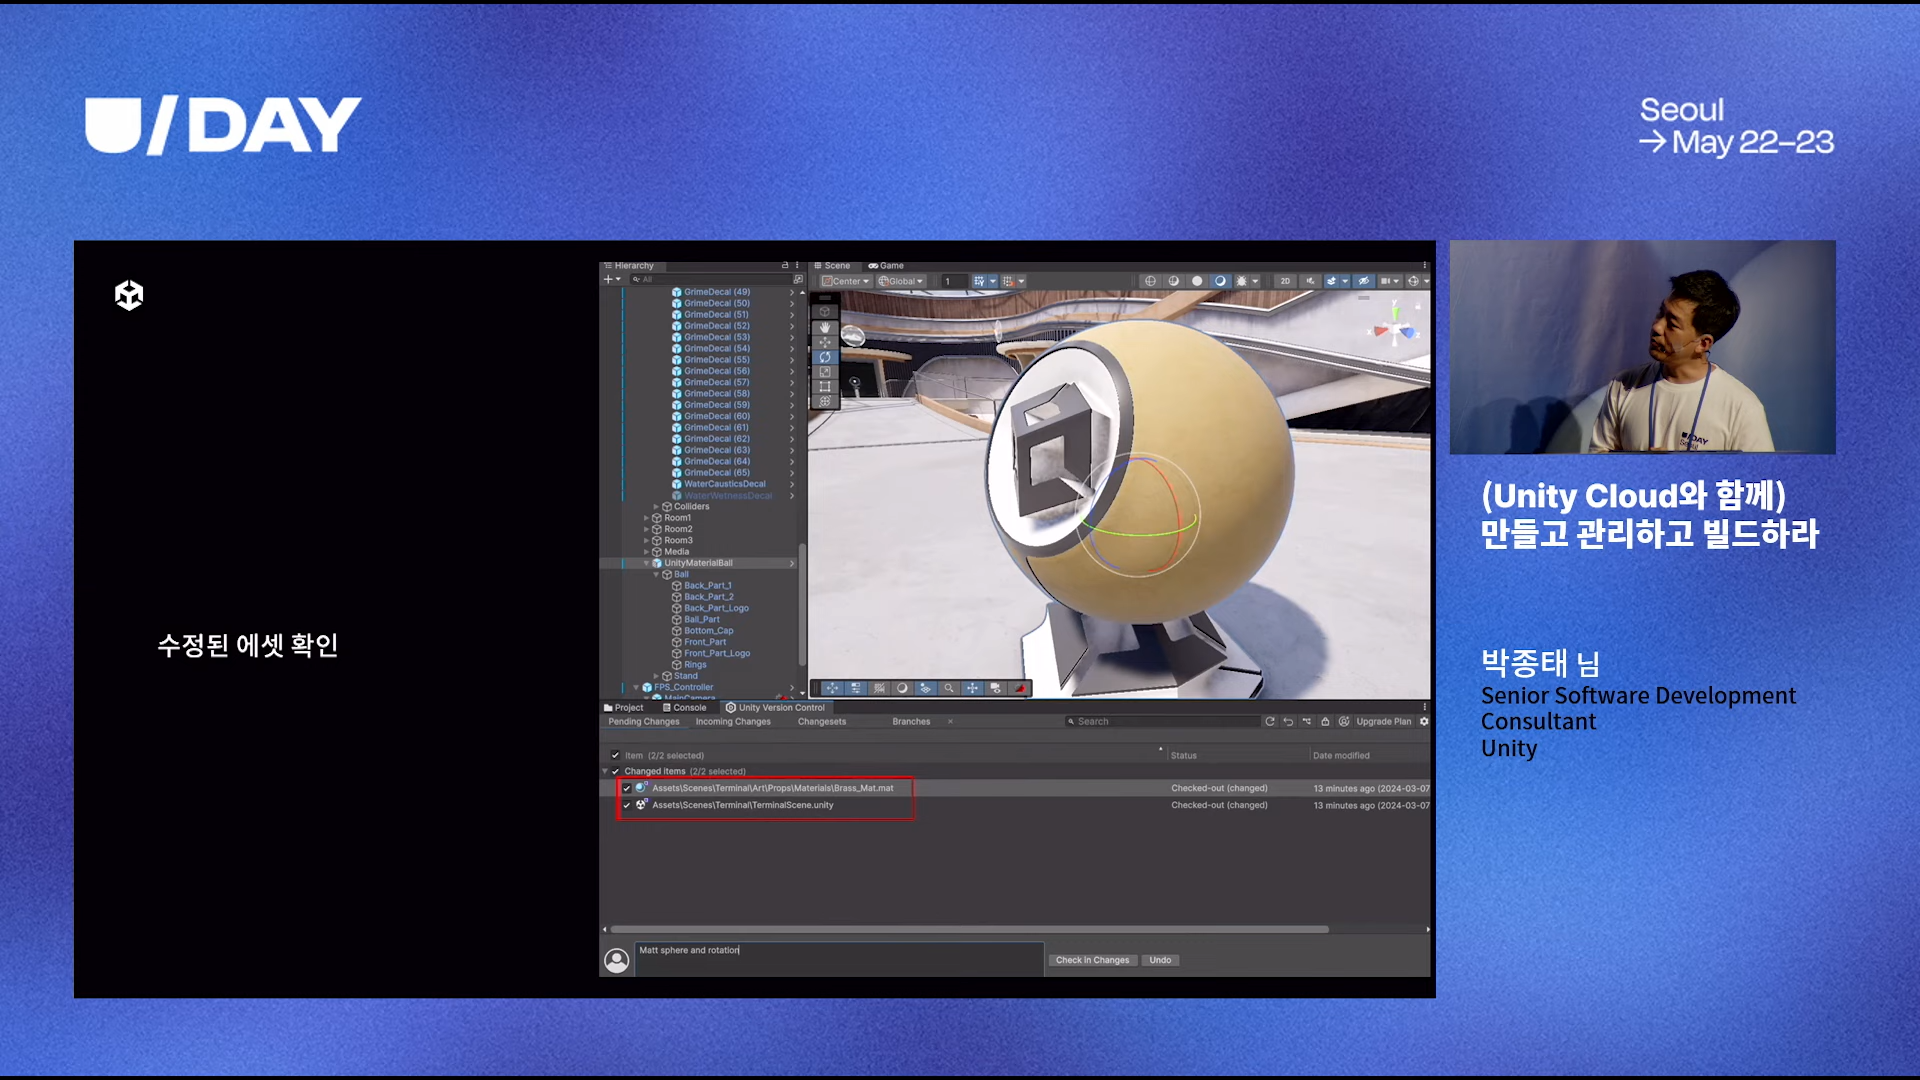 U/DAY
Seoul
→ May 22–23
수정된 에셋 확인
Hierarchy
All
GrimeDecal (49)
GrimeDecal (50)
GrimeDecal (51)
GrimeDecal (52)
GrimeDecal (53)
GrimeDecal (54)
GrimeDecal (55)
GrimeDecal (56)
GrimeDecal (57)
GrimeDecal (58)
GrimeDecal (59)
GrimeDecal (60)
GrimeDecal (61)
GrimeDecal (62)
GrimeDecal (63)
GrimeDecal (64)
GrimeDecal (65)
WaterCausticsDecal
WaterWetnessDecal
Colliders
Room1
Room2
Room3
Media
UnityMaterialBall
Ball
Back_Part_1
Back_Part_2
Back_Part_Logo
Ball_Part
Bottom_Cap
Front_Part
Front_Part_Logo
Rings
Stand
FPS_Controller
MainCamera
Scene Game
Center Global 1 2D
Project Console Unity Version Control
Pending Changes Incoming Changes Changesets Branches × Search Upgrade Plan
Item (2/2 selected) Status Date modified
Changed items (2/2 selected)
Assets\Scenes\Terminal\Art\Props\Materials\Brass_Mat.mat Checked-out (changed) 13 minutes ago (2024-03-07
Assets\Scenes\Terminal\TerminalScene.unity Checked-out (changed) 13 minutes ago (2024-03-07
Matt sphere and rotation
Check in Changes Undo
U/DAY
(Unity Cloud와 함께)
만들고 관리하고 빌드하라
박종태 님
Senior Software Development
Consultant
Unity